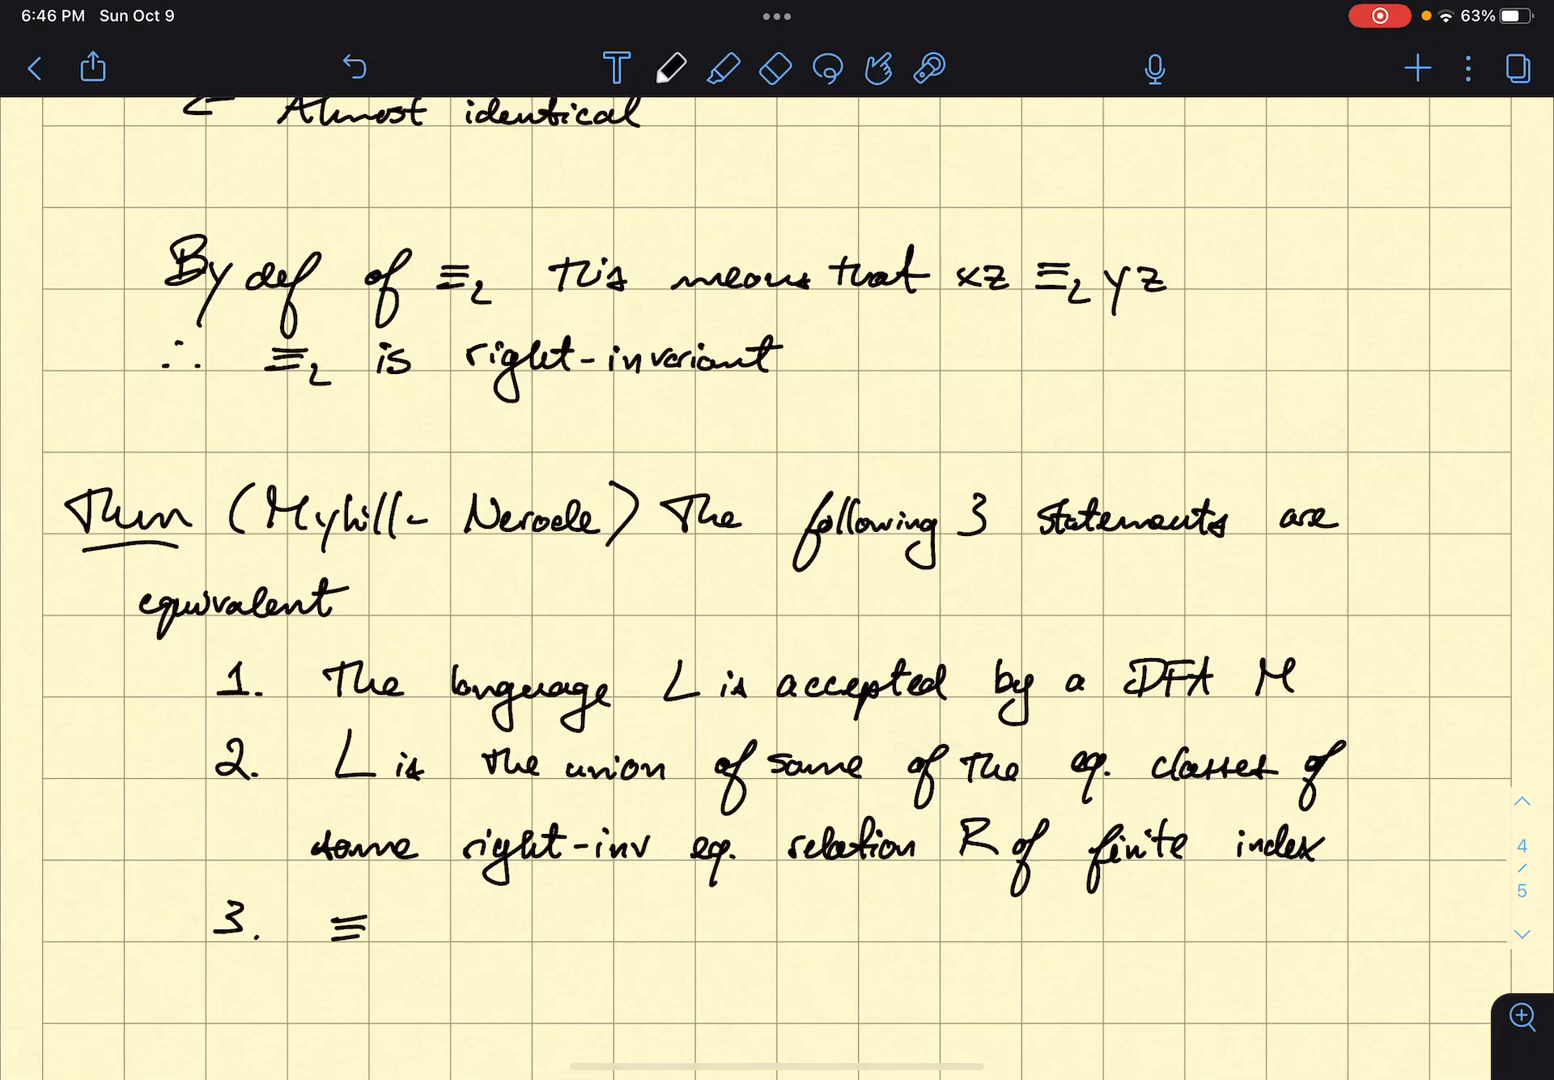 6:46 PM Sun Oct 9
63%
← Almost identical
By def of ≡₂ this means that xz ≡₂ yz
∴ ≡₂ is right-invariant
Thm (Myhill-Nerode) The following 3 statements are
equivalent
1. The language L is accepted by a DFA M
2. L is the union of some of the eq. classes of
some right-inv eq. relation R of finite index
3. ≡
4
/
5